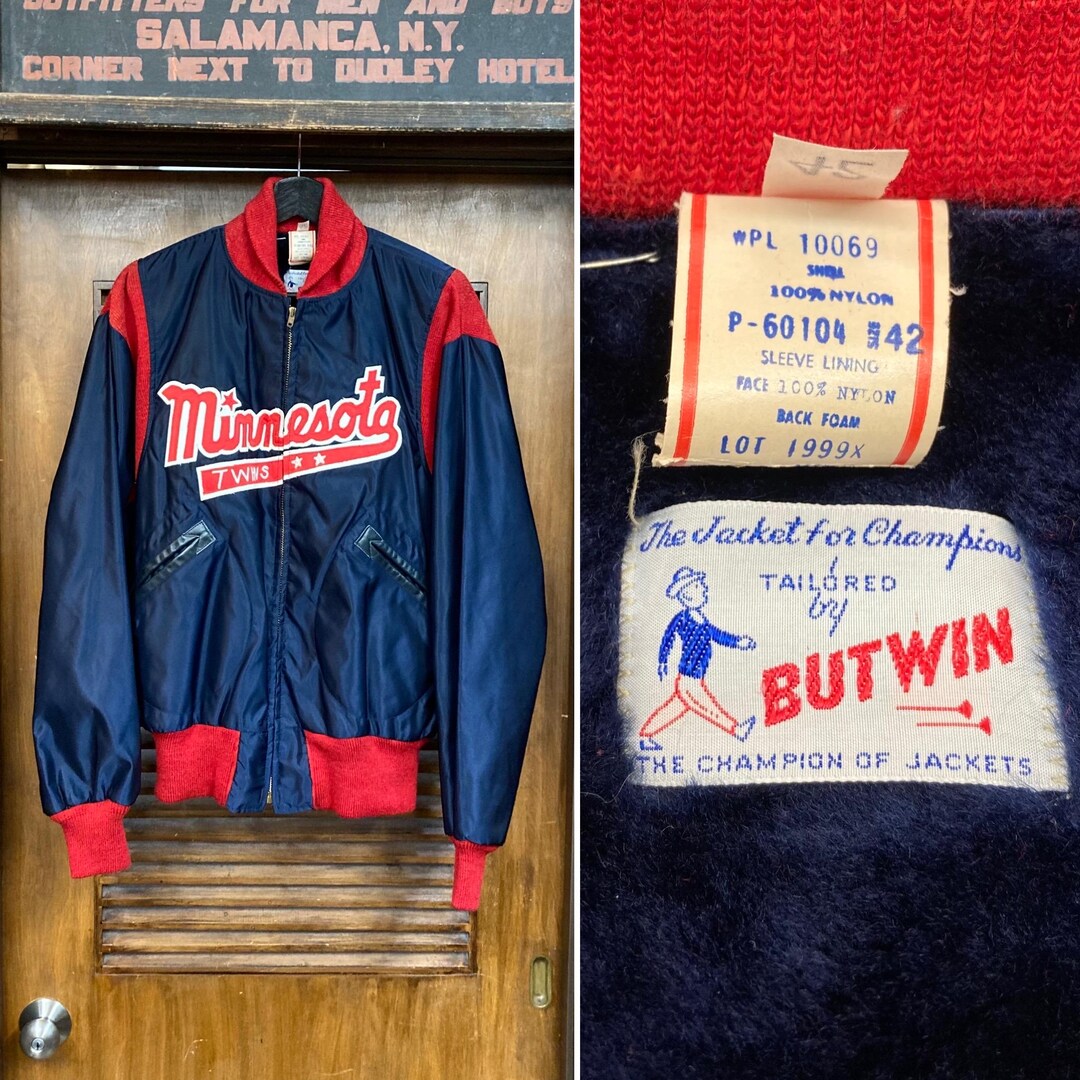 OUTFITTERS FOR MEN AND BOYS
SALAMANCA, N.Y.
CORNER NEXT TO DUDLEY HOTEL
Minnesota
TWINS
45
WPL 10069
SHELL
100% NYLON
P-60104 SIZE 42
SLEEVE LINING
FACE 100% NYLON
BACK FOAM
LOT 1999X
The Jacket for Champions
TAILORED
by
BUTWIN
THE CHAMPION OF JACKETS